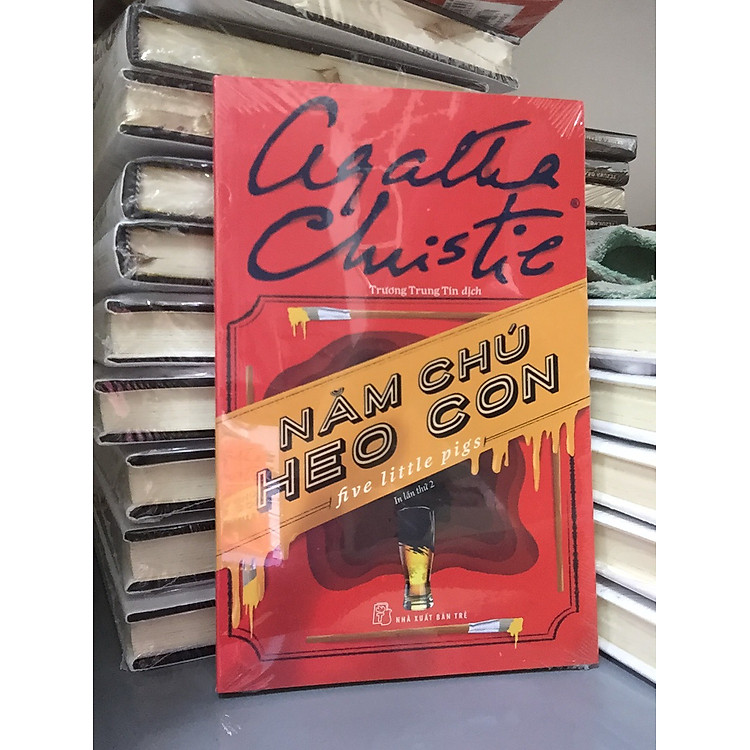 Agatha
Christie®
Trương Trung Tín dịch
NĂM CHÚ
HEO CON
five little pigs
In lần thứ 2
NHÀ XUẤT BẢN TRẺ